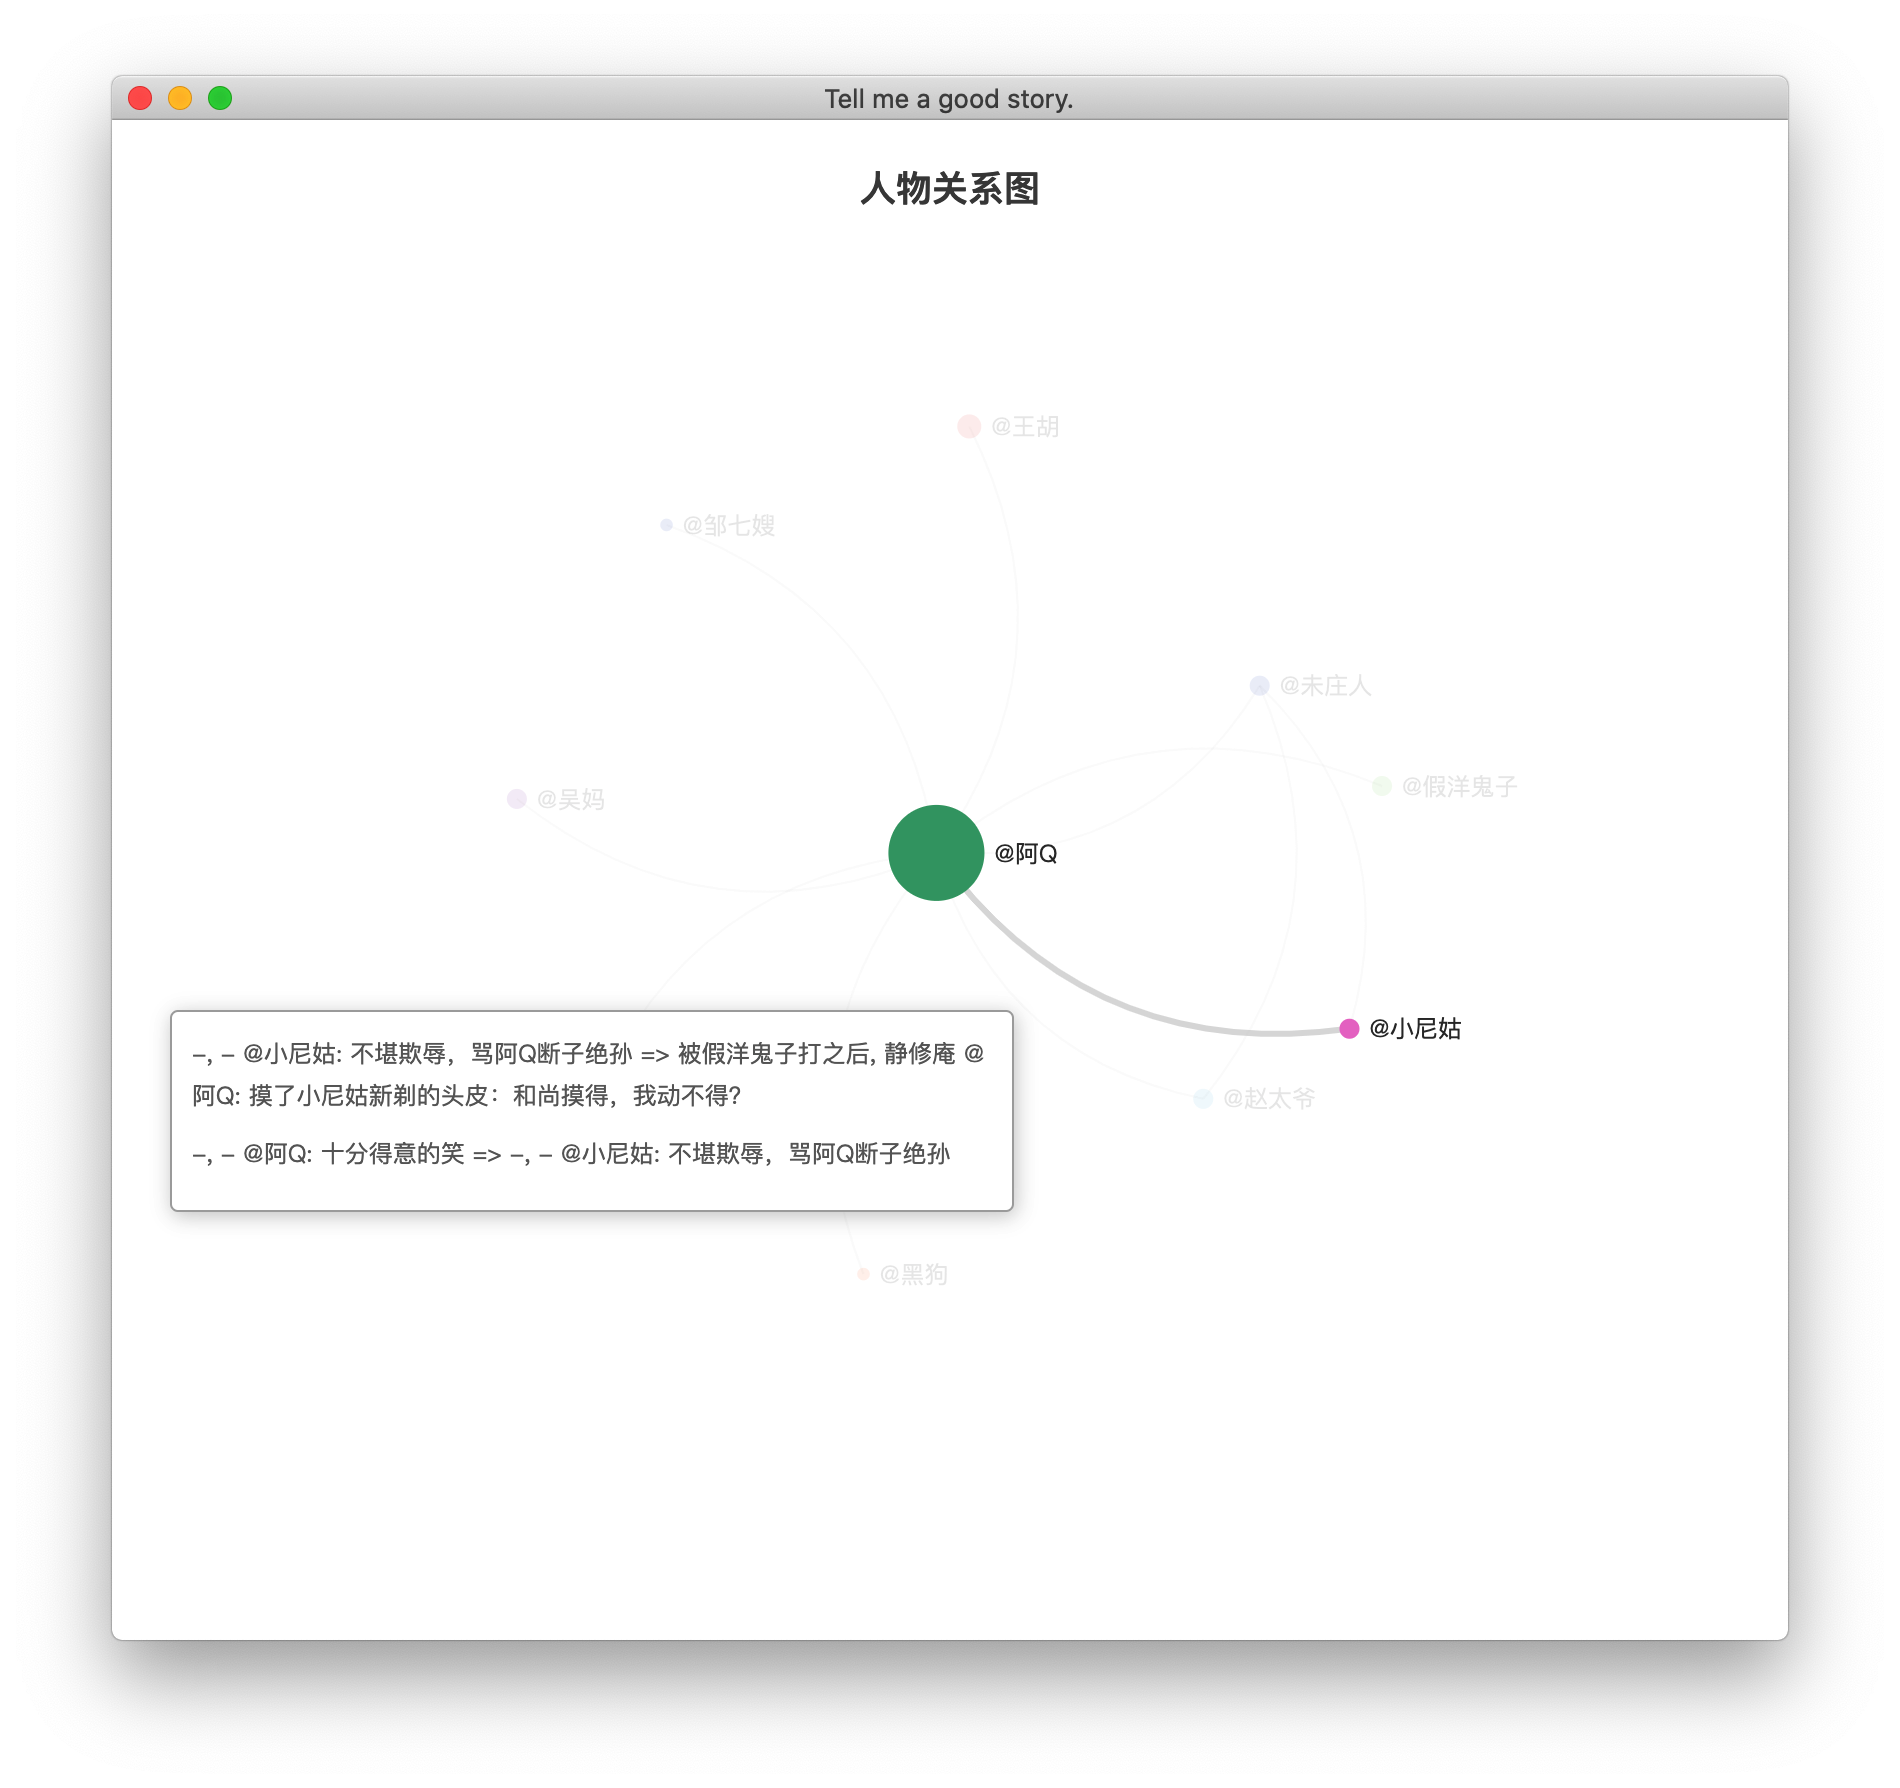 Tell me a good story.
人物关系图
@王胡
@邹七嫂
@未庄人
@假洋鬼子
@吴妈
@阿Q
@小尼姑
–, – @小尼姑: 不堪欺辱，骂阿Q断子绝孙 => 被假洋鬼子打之后, 静修庵 @
阿Q: 摸了小尼姑新剃的头皮：和尚摸得，我动不得?
@赵太爷
–, – @阿Q: 十分得意的笑 => –, – @小尼姑: 不堪欺辱，骂阿Q断子绝孙
@黑狗